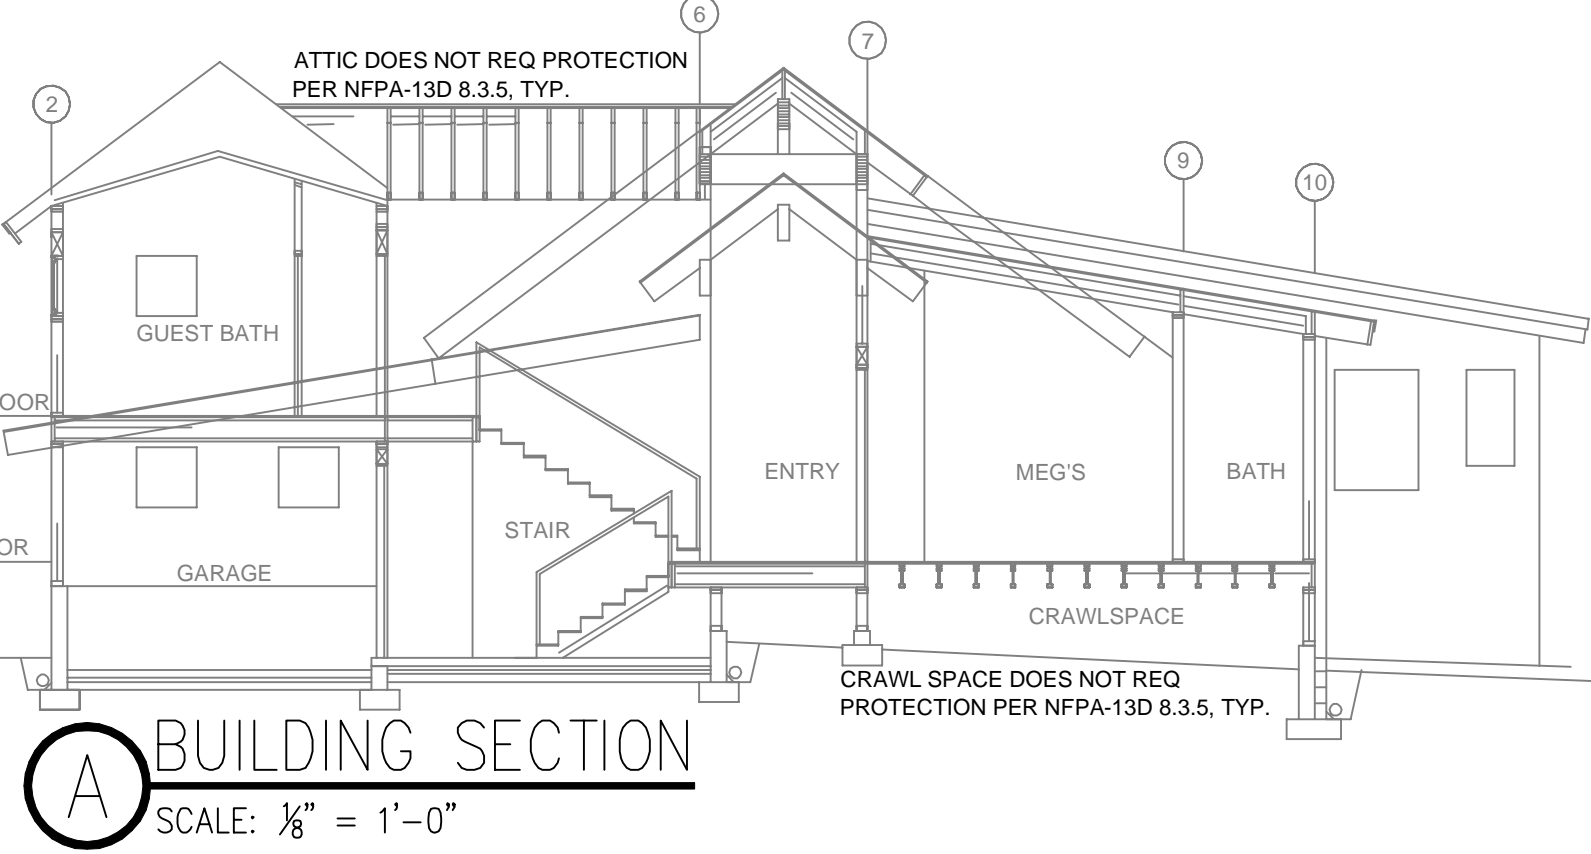 6
7
ATTIC DOES NOT REQ PROTECTION
PER NFPA-13D 8.3.5, TYP.
2
9
10
GUEST BATH
OOR
ENTRY
MEG'S
BATH
STAIR
OR
GARAGE
CRAWLSPACE
CRAWL SPACE DOES NOT REQ
PROTECTION PER NFPA-13D 8.3.5, TYP.
A
BUILDING SECTION
SCALE: ⅛" = 1'-0"